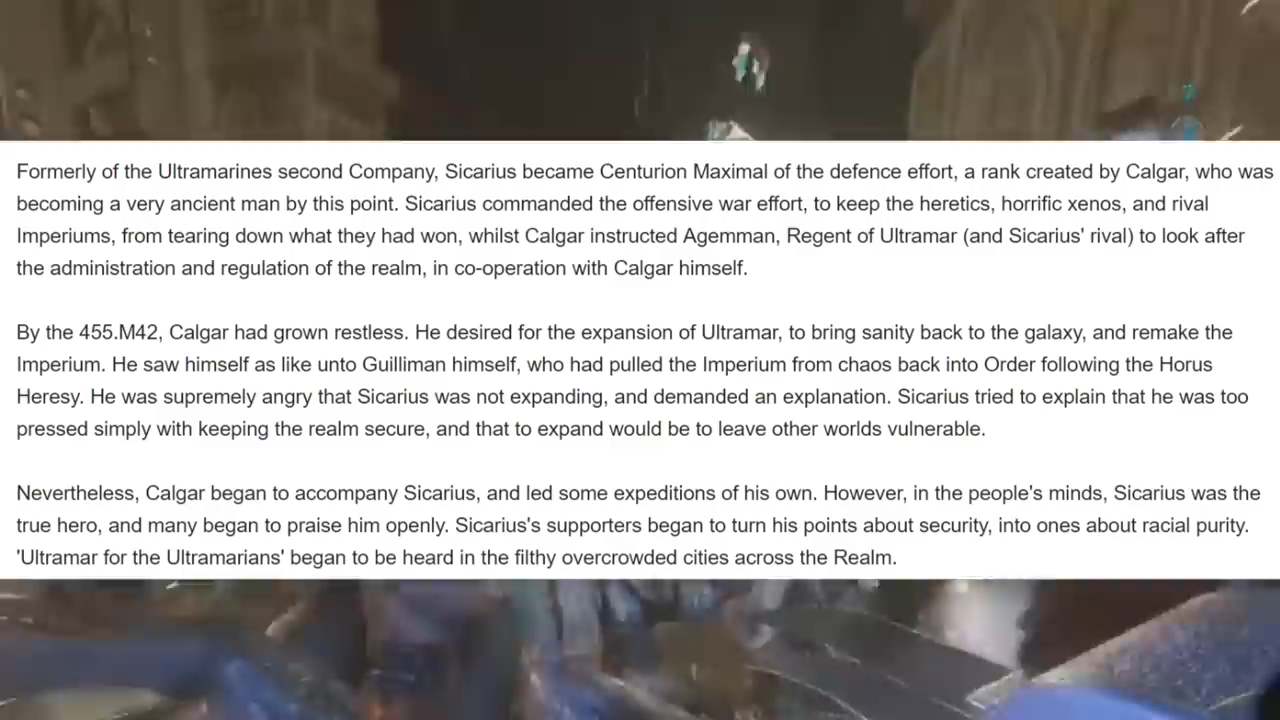 Formerly of the Ultramarines second Company, Sicarius became Centurion Maximal of the defence effort, a rank created by Calgar, who was
becoming a very ancient man by this point. Sicarius commanded the offensive war effort, to keep the heretics, horrific xenos, and rival
Imperiums, from tearing down what they had won, whilst Calgar instructed Agemman, Regent of Ultramar (and Sicarius' rival) to look after
the administration and regulation of the realm, in co-operation with Calgar himself.
By the 455.M42, Calgar had grown restless. He desired for the expansion of Ultramar, to bring sanity back to the galaxy, and remake the
Imperium. He saw himself as like unto Guilliman himself, who had pulled the Imperium from chaos back into Order following the Horus
Heresy. He was supremely angry that Sicarius was not expanding, and demanded an explanation. Sicarius tried to explain that he was too
pressed simply with keeping the realm secure, and that to expand would be to leave other worlds vulnerable.
Nevertheless, Calgar began to accompany Sicarius, and led some expeditions of his own. However, in the people's minds, Sicarius was the
true hero, and many began to praise him openly. Sicarius's supporters began to turn his points about security, into ones about racial purity.
'Ultramar for the Ultramarians' began to be heard in the filthy overcrowded cities across the Realm.